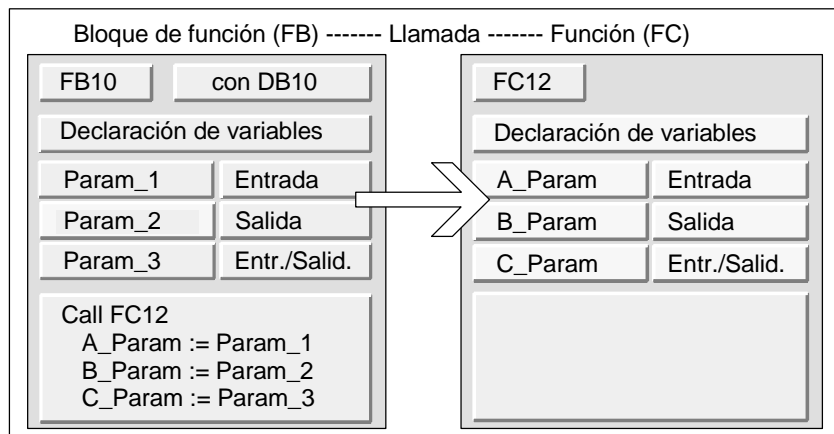 Bloque de función (FB) ------- Llamada ------- Función (FC)
FB10
con DB10
Declaración de variables
Param_1
Entrada
Param_2
Salida
Param_3
Entr./Salid.
Call FC12
A_Param := Param_1
B_Param := Param_2
C_Param := Param_3
FC12
Declaración de variables
A_Param
Entrada
B_Param
Salida
C_Param
Entr./Salid.